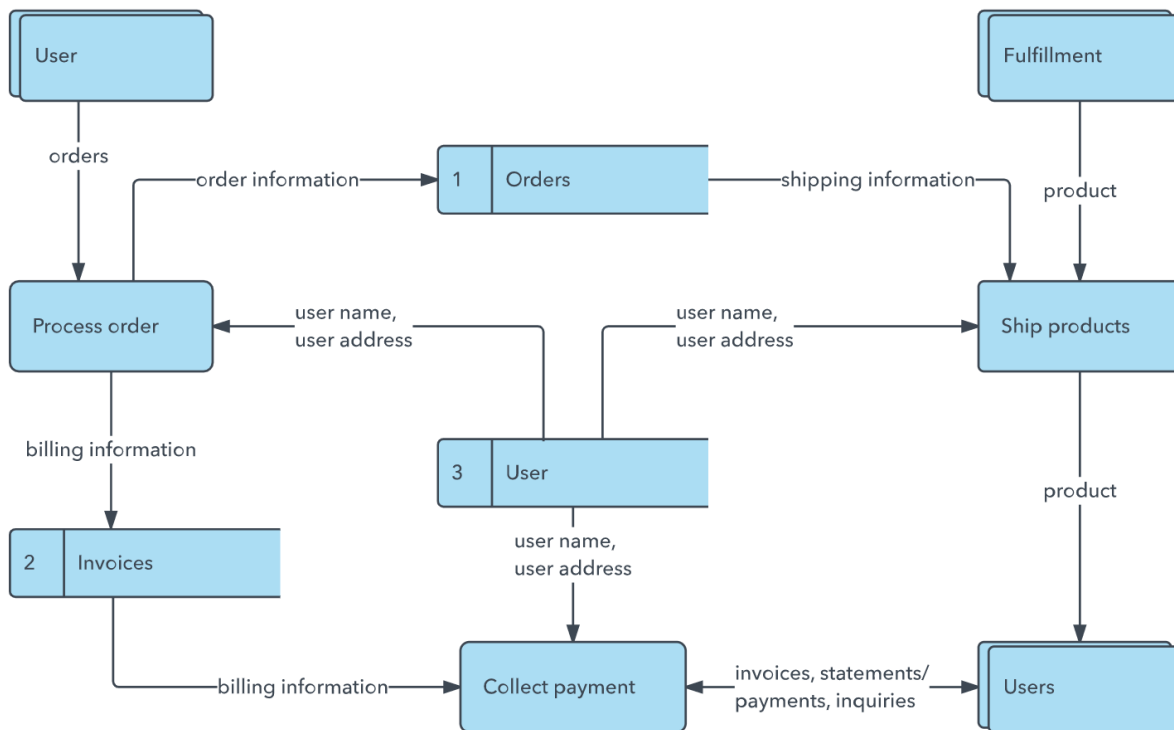 User
Fulfillment
orders
order information
1
Orders
shipping information
product
Process order
user name,
user address
user name,
user address
Ship products
billing information
3
User
product
2
Invoices
user name,
user address
billing information
Collect payment
invoices, statements/
payments, inquiries
Users